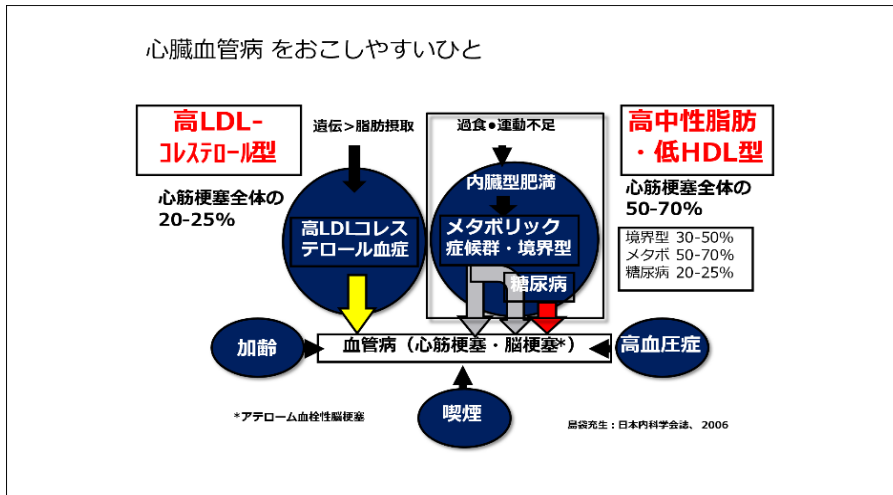 心臓血管病 をおこしやすいひと
高LDL-
ｺﾚｽﾃﾛｰﾙ型
遺伝>脂肪摂取
過食●運動不足
高中性脂肪
・低HDL型
心筋梗塞全体の
20-25%
内臓型肥満
心筋梗塞全体の
50-70%
高LDLコレス
テロール血症
メタボリック
症候群・境界型
境界型 30-50%
メタボ 50-70%
糖尿病 20-25%
糖尿病
加齢
血管病（心筋梗塞・脳梗塞*）
高血圧症
喫煙
*アテローム血栓性脳梗塞
島袋充生：日本内科学会誌、2006